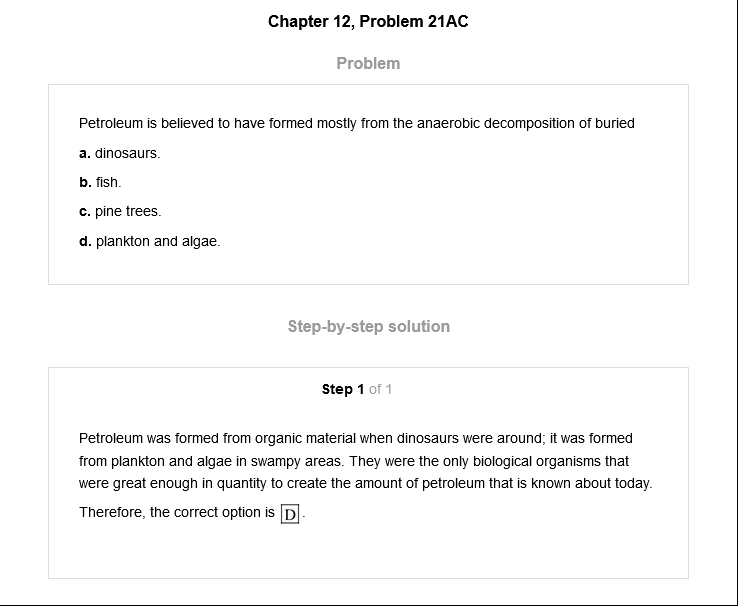 Chapter 12, Problem 21AC
Problem
Petroleum is believed to have formed mostly from the anaerobic decomposition of buried
a. dinosaurs.
b. fish.
c. pine trees.
d. plankton and algae.
Step-by-step solution
Step 1 of 1
Petroleum was formed from organic material when dinosaurs were around; it was formed
from plankton and algae in swampy areas. They were the only biological organisms that
were great enough in quantity to create the amount of petroleum that is known about today.
Therefore, the correct option is D.